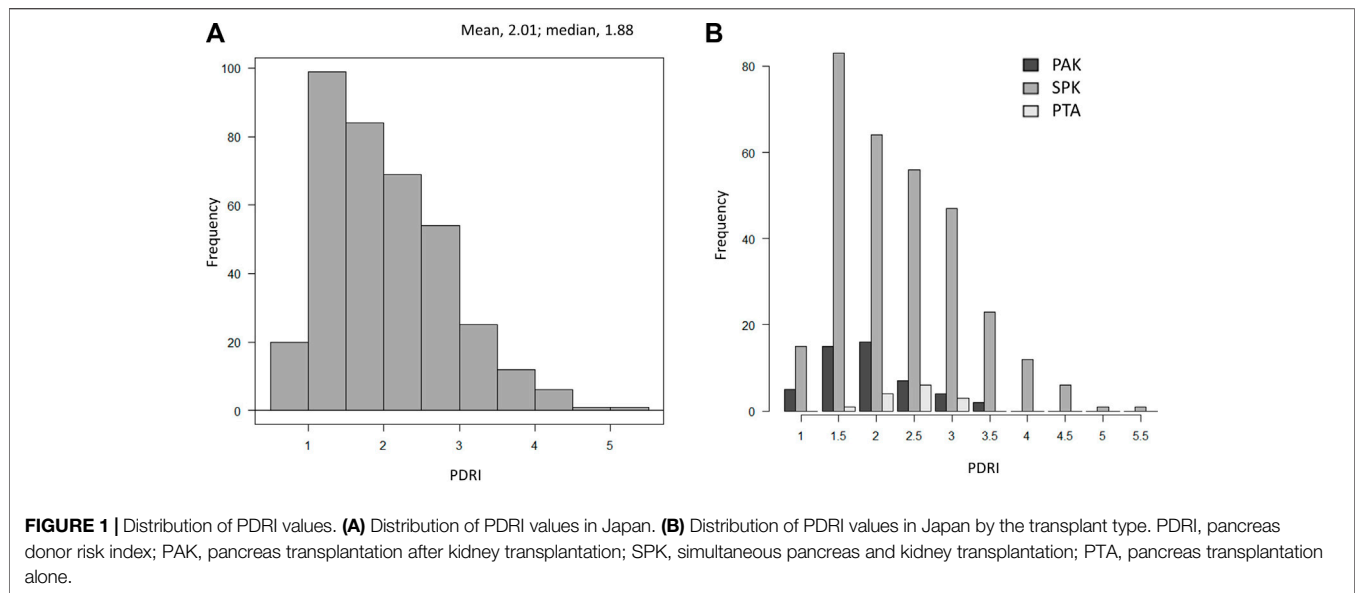 A
Mean, 2.01; median, 1.88
100
80
60
40
20
0
Frequency
1 2 3 4 5
PDRI
B
PAK
SPK
PTA
80
60
40
20
0
Frequency
1 1.5 2 2.5 3 3.5 4 4.5 5 5.5
PDRI
FIGURE 1 | Distribution of PDRI values. (A) Distribution of PDRI values in Japan. (B) Distribution of PDRI values in Japan by the transplant type. PDRI, pancreas
donor risk index; PAK, pancreas transplantation after kidney transplantation; SPK, simultaneous pancreas and kidney transplantation; PTA, pancreas transplantation
alone.